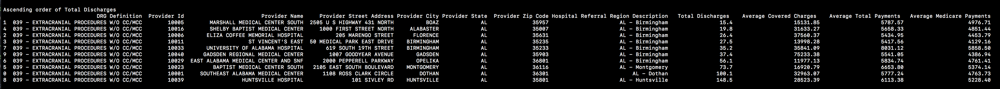 Ascending order of Total Discharges
DRG Definition Provider Id Provider Name Provider Street Address Provider City Provider State Provider Zip Code Hospital Referral Region Description Total Discharges Average Covered Charges Average Total Payments Average Medicare Payments
1 039 - EXTRACRANIAL PROCEDURES W/O CC/MCC 10005 MARSHALL MEDICAL CENTER SOUTH 2505 U S HIGHWAY 431 NORTH BOAZ AL 35957 AL - Birmingham 15.4 15131.85 5787.57 4976.71
4 039 - EXTRACRANIAL PROCEDURES W/O CC/MCC 10016 SHELBY BAPTIST MEDICAL CENTER 1000 FIRST STREET NORTH ALABASTER AL 35007 AL - Birmingham 19.8 31633.27 5658.33 4851.44
2 039 - EXTRACRANIAL PROCEDURES W/O CC/MCC 10006 ELIZA COFFEE MEMORIAL HOSPITAL 205 MARENGO STREET FLORENCE AL 35631 AL - Birmingham 26.4 37560.37 5434.95 4453.79
3 039 - EXTRACRANIAL PROCEDURES W/O CC/MCC 10011 ST VINCENT'S EAST 50 MEDICAL PARK EAST DRIVE BIRMINGHAM AL 35235 AL - Birmingham 27.5 13998.28 5417.56 4129.16
7 039 - EXTRACRANIAL PROCEDURES W/O CC/MCC 10033 UNIVERSITY OF ALABAMA HOSPITAL 619 SOUTH 19TH STREET BIRMINGHAM AL 35233 AL - Birmingham 35.2 35841.09 8031.12 5858.50
9 039 - EXTRACRANIAL PROCEDURES W/O CC/MCC 10040 GADSDEN REGIONAL MEDICAL CENTER 1007 GOODYEAR AVENUE GADSDEN AL 35903 AL - Birmingham 37.4 75233.38 5541.05 4386.94
6 039 - EXTRACRANIAL PROCEDURES W/O CC/MCC 10029 EAST ALABAMA MEDICAL CENTER AND SNF 2000 PEPPERELL PARKWAY OPELIKA AL 36801 AL - Birmingham 56.1 11977.13 5834.74 4761.41
5 039 - EXTRACRANIAL PROCEDURES W/O CC/MCC 10023 BAPTIST MEDICAL CENTER SOUTH 2105 EAST SOUTH BOULEVARD MONTGOMERY AL 36116 AL - Montgomery 73.7 16920.79 6653.80 5374.14
0 039 - EXTRACRANIAL PROCEDURES W/O CC/MCC 10001 SOUTHEAST ALABAMA MEDICAL CENTER 1108 ROSS CLARK CIRCLE DOTHAN AL 36301 AL - Dothan 100.1 32963.07 5777.24 4763.73
8 039 - EXTRACRANIAL PROCEDURES W/O CC/MCC 10039 HUNTSVILLE HOSPITAL 101 SIVLEY RD HUNTSVILLE AL 35801 AL - Huntsville 148.5 28523.39 6113.38 5228.40